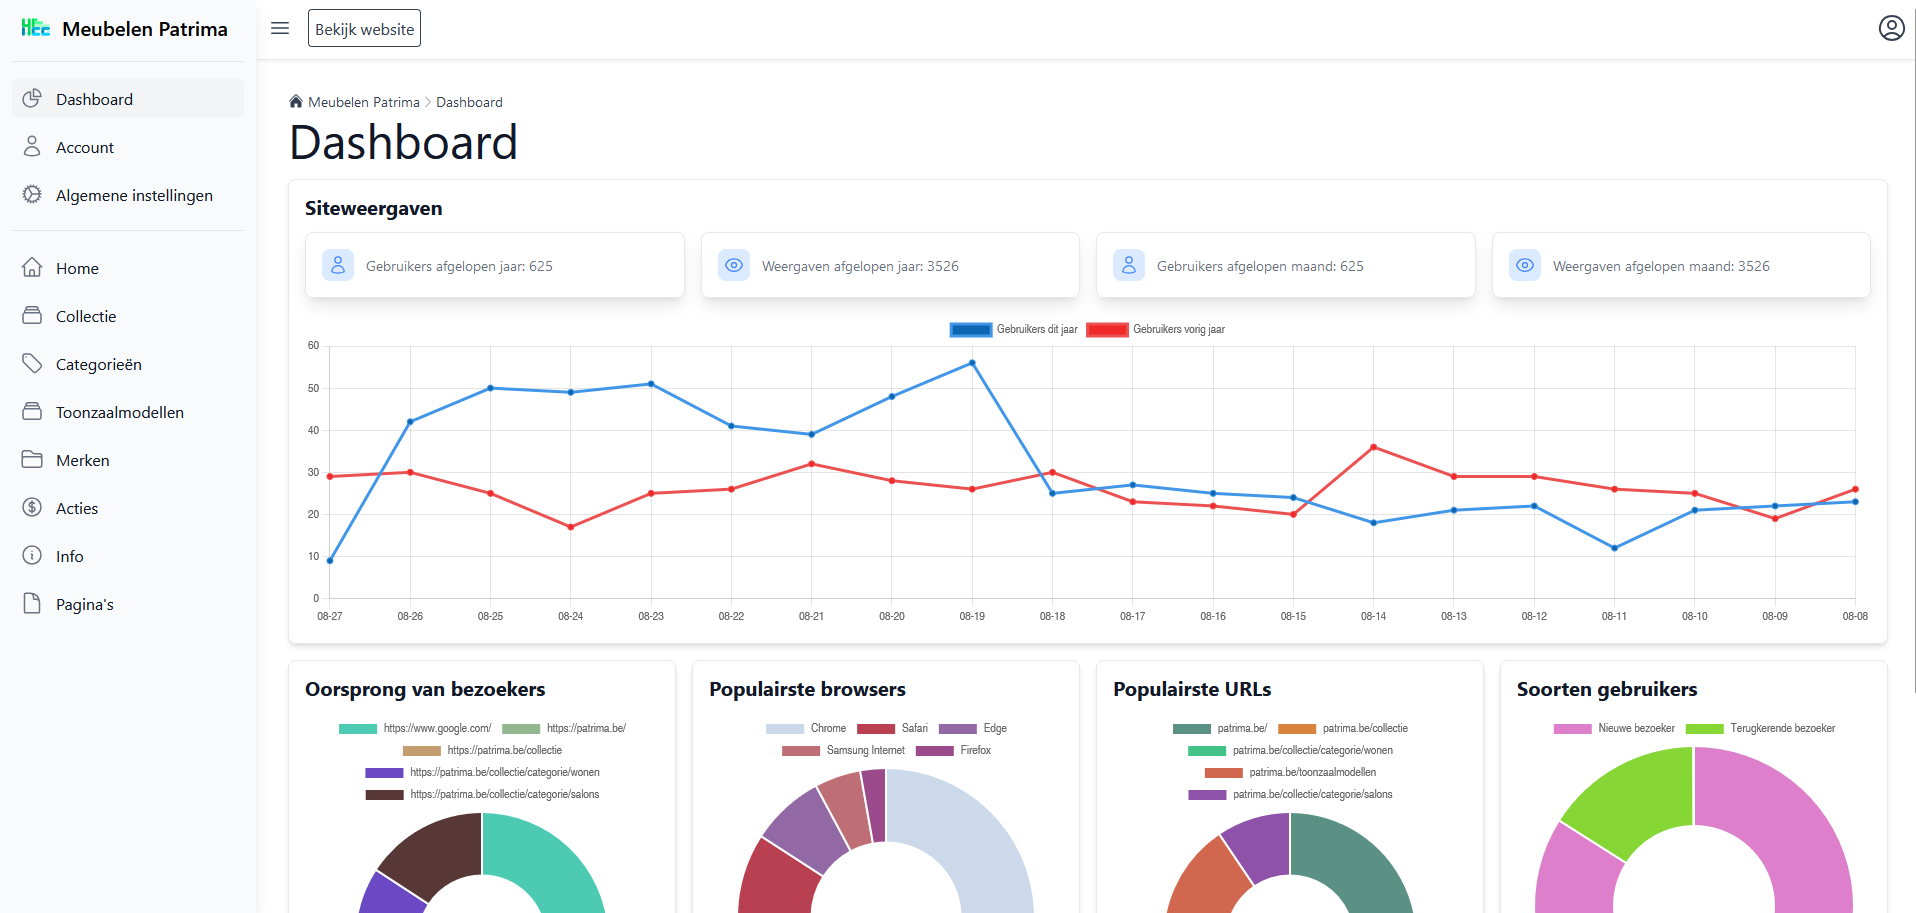 Meubelen Patrima
Bekijk website
Dashboard
Account
Algemene instellingen
Home
Collectie
Categorieën
Toonzaalmodellen
Merken
Acties
Info
Pagina's
Meubelen Patrima > Dashboard
Dashboard
Siteweergaven
Gebruikers afgelopen jaar: 625
Weergaven afgelopen jaar: 3526
Gebruikers afgelopen maand: 625
Weergaven afgelopen maand: 3526
Gebruikers dit jaar Gebruikers vorig jaar
60
50
40
30
20
10
0
08-27 08-26 08-25 08-24 08-23 08-22 08-21 08-20 08-19 08-18 08-17 08-16 08-15 08-14 08-13 08-12 08-11 08-10 08-09 08-08
Oorsprong van bezoekers
https://www.google.com/ https://patrima.be/
https://patrima.be/collectie
https://patrima.be/collectie/categorie/wonen
https://patrima.be/collectie/categorie/salons
Populairste browsers
Chrome Safari Edge
Samsung Internet Firefox
Populairste URLs
patrima.be/ patrima.be/collectie
patrima.be/collectie/categorie/wonen
patrima.be/toonzaalmodellen
patrima.be/collectie/categorie/salons
Soorten gebruikers
Nieuwe bezoeker Terugkerende bezoeker